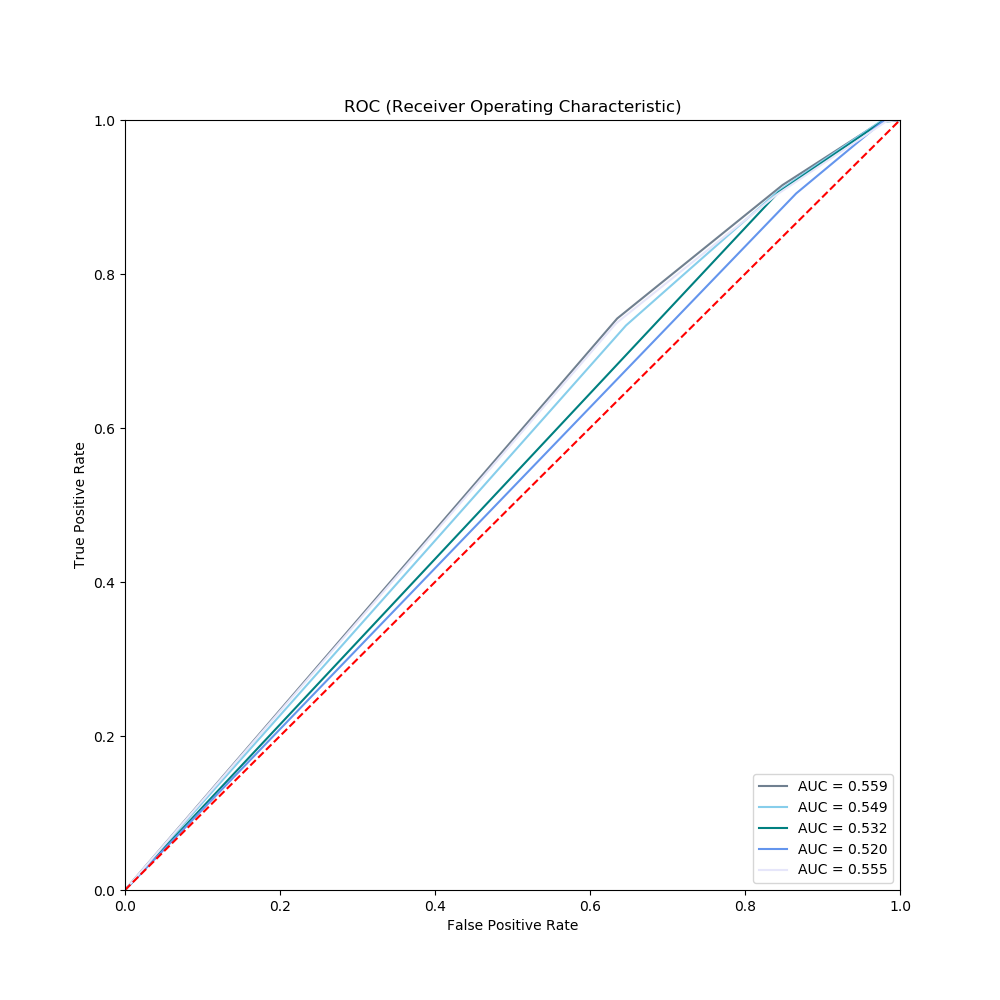 ROC (Receiver Operating Characteristic)
1.0
0.8
0.6
0.4
0.2
0.0
True Positive Rate
0.0 0.2 0.4 0.6 0.8 1.0
False Positive Rate
AUC = 0.559
AUC = 0.549
AUC = 0.532
AUC = 0.520
AUC = 0.555